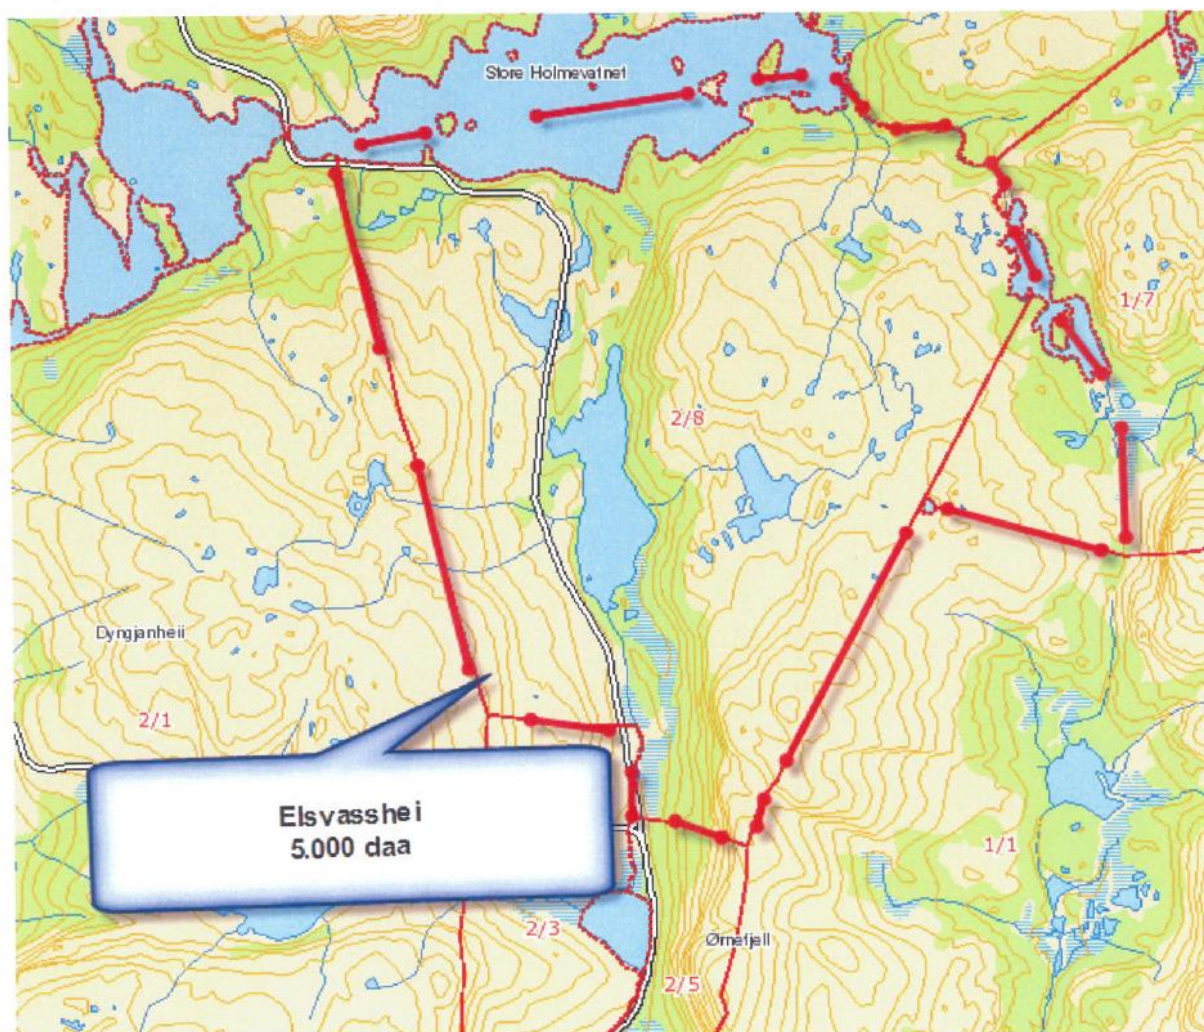 Store Holmevatnet
1/7
2/8
Dyngjanheii
2/1
Elsvasshei
5.000 daa
1/1
2/3
Ørnefjell
2/5